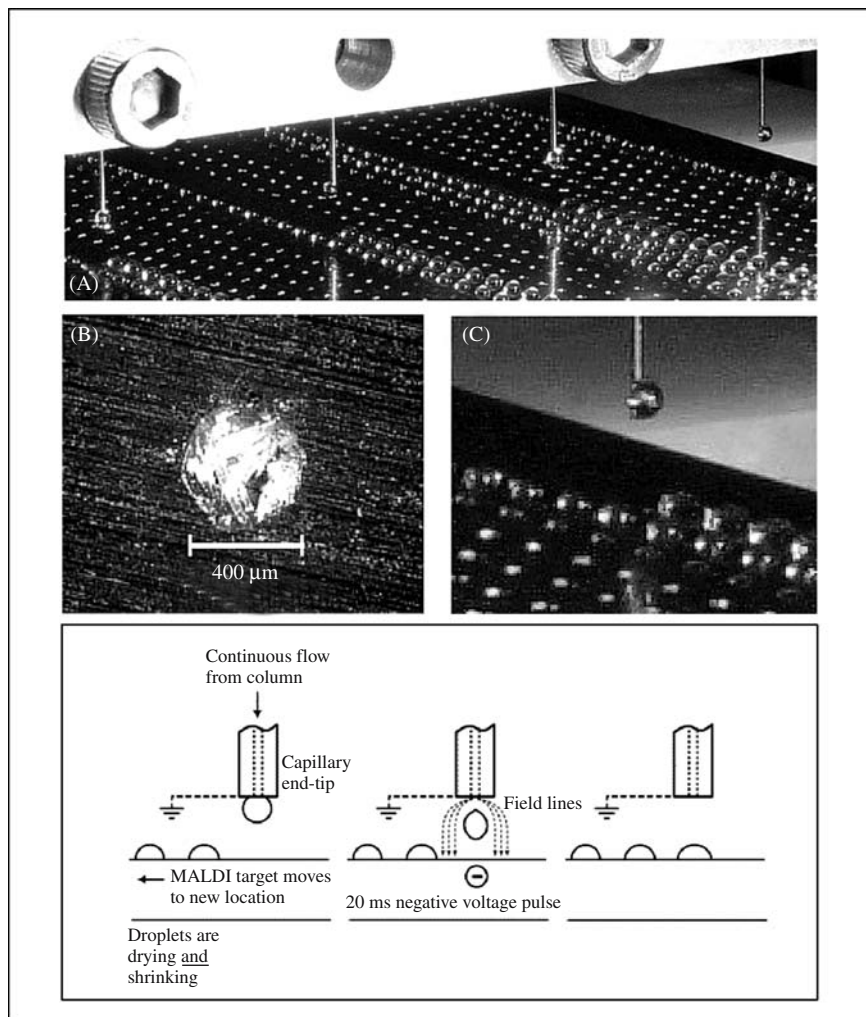 (A)
(B)
(C)
400 µm
Continuous flow
from column
Capillary
end-tip
MALDI target moves
to new location
Droplets are
drying and
shrinking
Field lines
20 ms negative voltage pulse